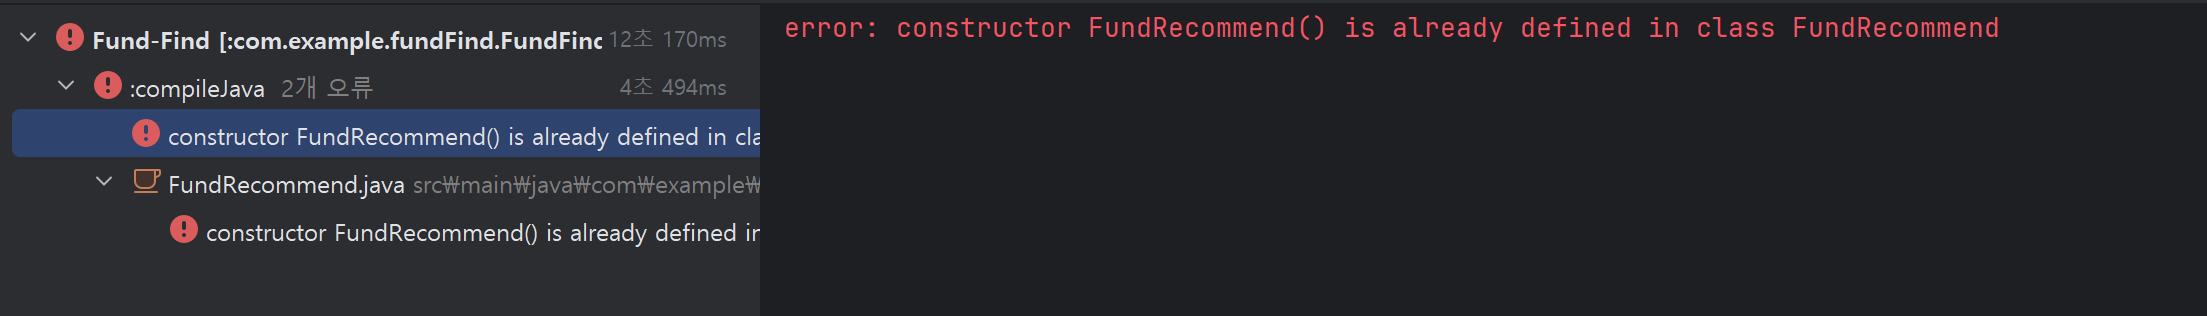 Fund-Find [:com.example.fundFind.FundFind 12초 170ms
:compileJava 2개 오류 4초 494ms
constructor FundRecommend() is already defined in cla
FundRecommend.java src₩main₩java₩com₩example₩
constructor FundRecommend() is already defined in
error: constructor FundRecommend() is already defined in class FundRecommend